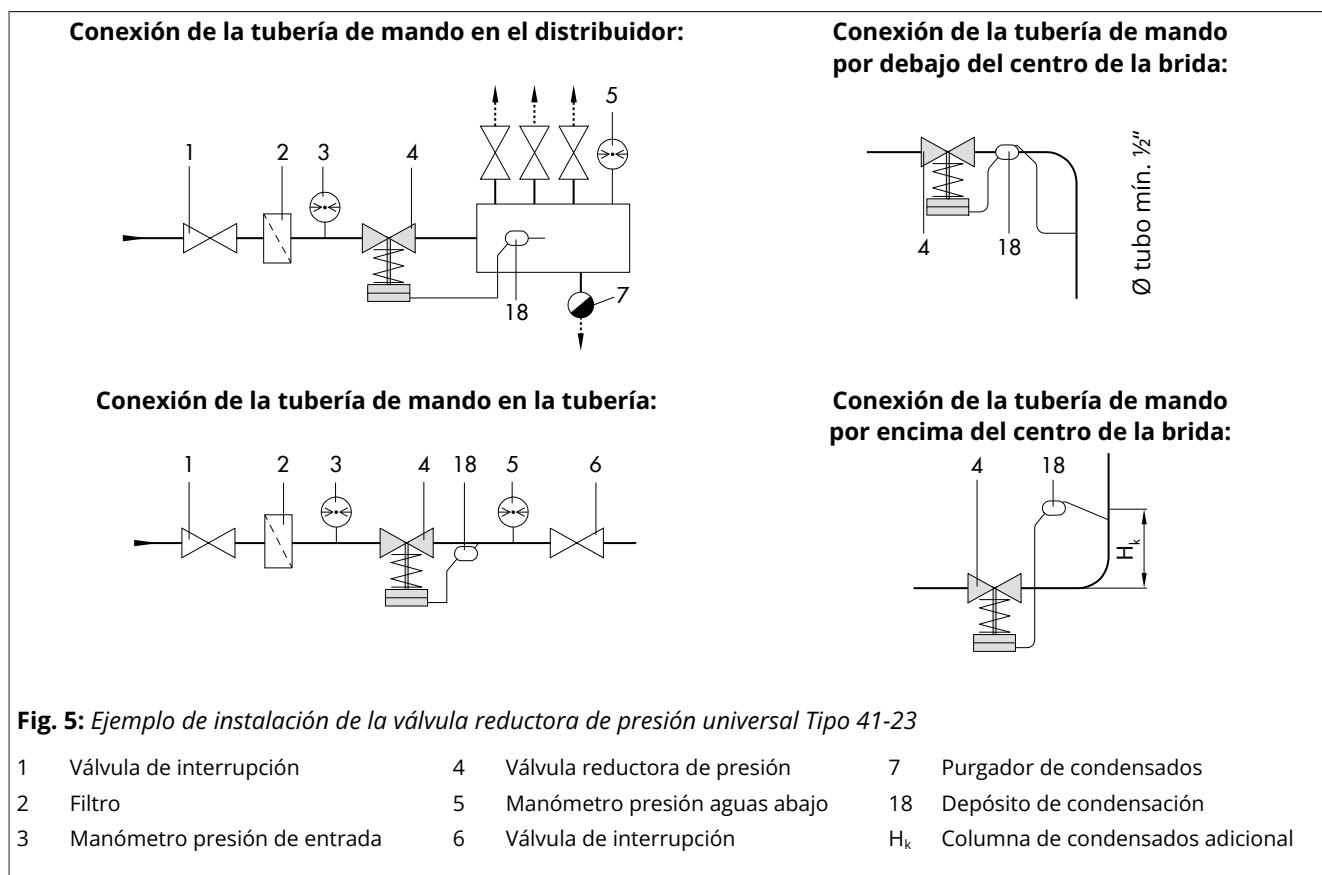 Conexión de la tubería de mando en el distribuidor:
1 2 3 4 5
18 7
Conexión de la tubería de mando
por debajo del centro de la brida:
4 18
Ø tubo mín. ½"
Conexión de la tubería de mando en la tubería:
1 2 3 4 18 5 6
Conexión de la tubería de mando
por encima del centro de la brida:
4 18
Hk
Fig. 5: Ejemplo de instalación de la válvula reductora de presión universal Tipo 41-23
1 Válvula de interrupción
2 Filtro
3 Manómetro presión de entrada
4 Válvula reductora de presión
5 Manómetro presión aguas abajo
6 Válvula de interrupción
7 Purgador de condensados
18 Depósito de condensación
Hk Columna de condensados adicional